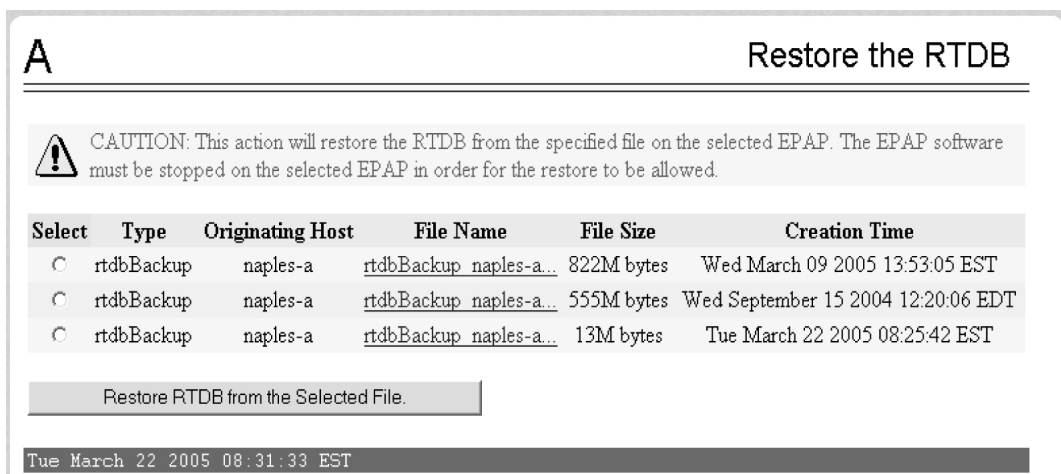 A
Restore the RTDB
CAUTION: This action will restore the RTDB from the specified file on the selected EPAP. The EPAP software
must be stopped on the selected EPAP in order for the restore to be allowed.
Select Type Originating Host File Name File Size Creation Time
rtdbBackup naples-a rtdbBackup_naples-a... 822M bytes Wed March 09 2005 13:53:05 EST
rtdbBackup naples-a rtdbBackup_naples-a... 555M bytes Wed September 15 2004 12:20:06 EDT
rtdbBackup naples-a rtdbBackup_naples-a... 13M bytes Tue March 22 2005 08:25:42 EST
Restore RTDB from the Selected File.
Tue March 22 2005 08:31:33 EST